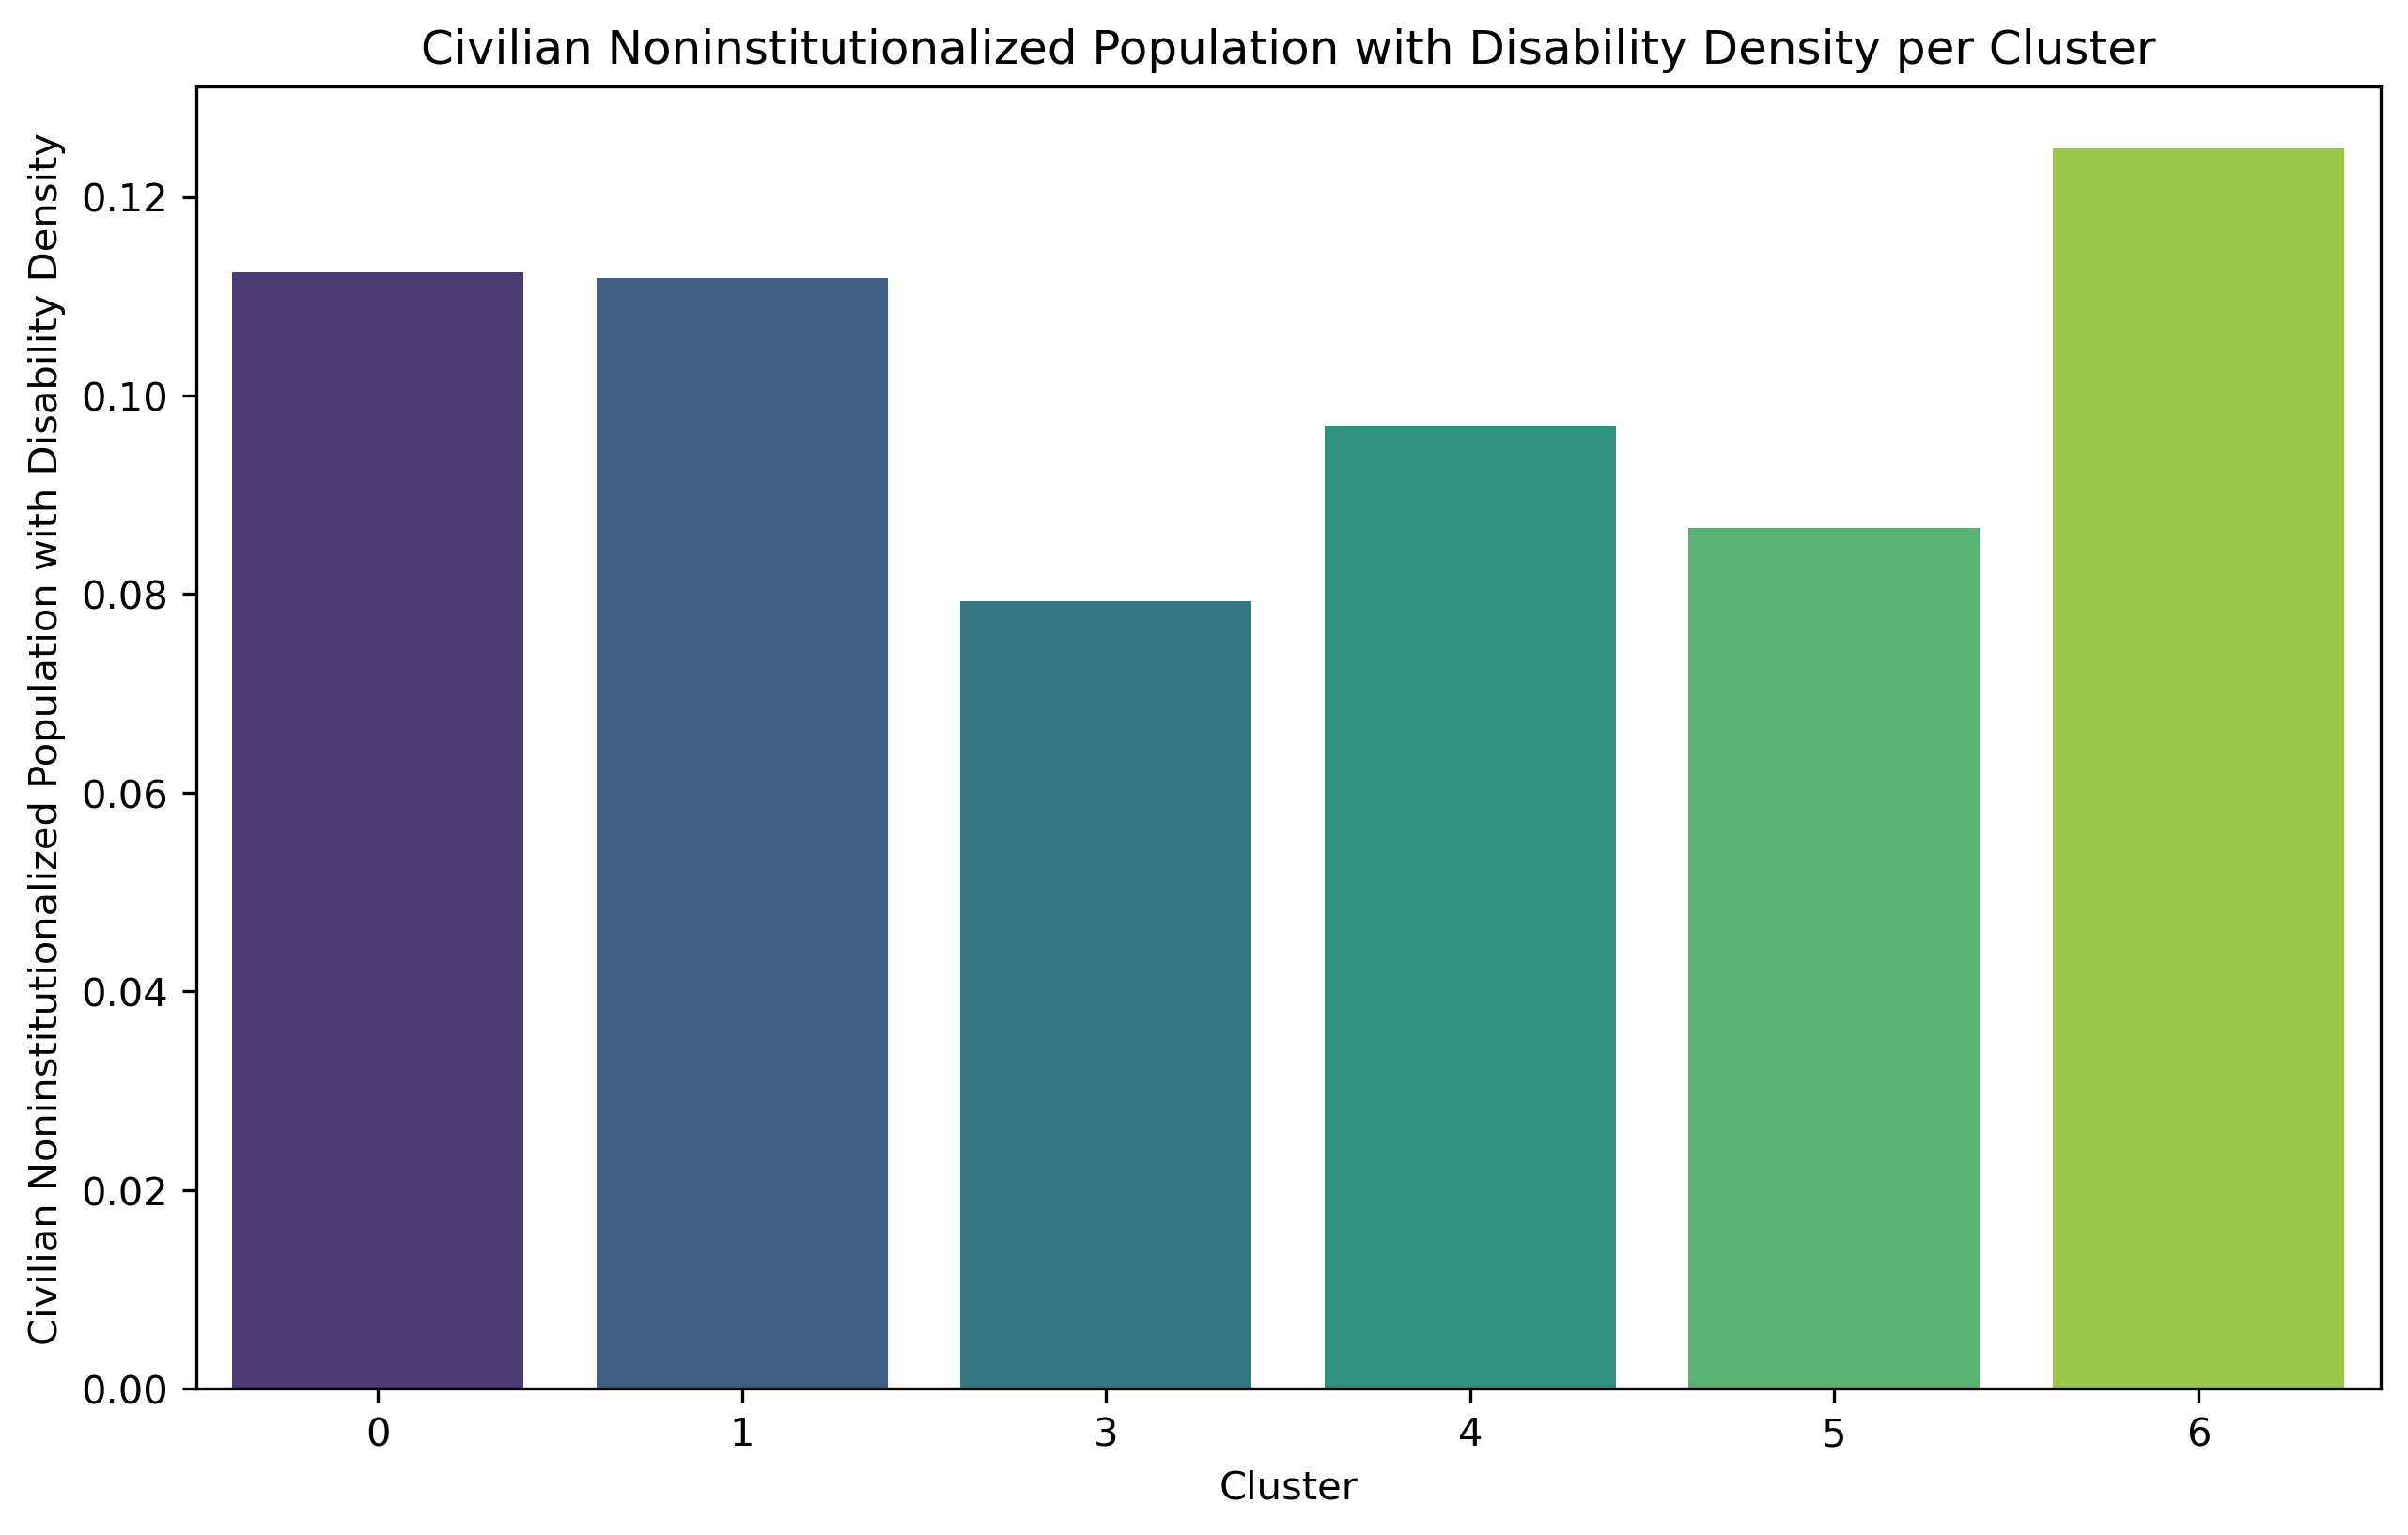 Civilian Noninstitutionalized Population with Disability Density per Cluster
Civilian Noninstitutionalized Population with Disability Density
0.12
0.10
0.08
0.06
0.04
0.02
0.00
0 1 3 4 5 6
Cluster